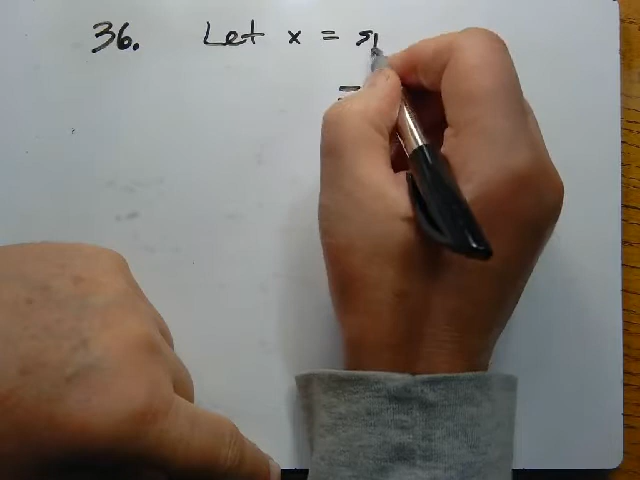 36. Let x = s